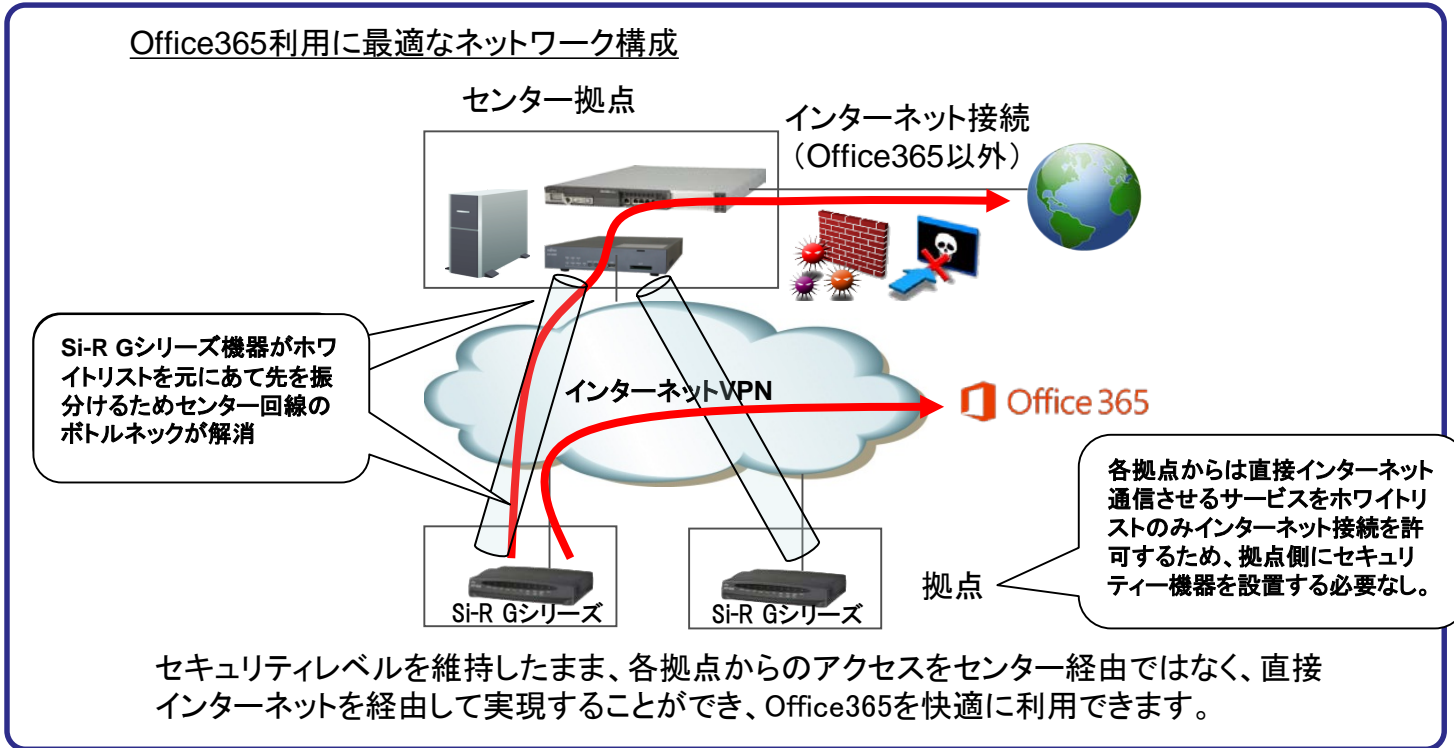 Office365利用に最適なネットワーク構成
センター拠点
インターネット接続
（Office365以外）
Si-R Gシリーズ機器がホワ
イトリストを元にあて先を振
分けるためセンター回線の
ボトルネックが解消
インターネットVPN
Office 365
各拠点からは直接インターネット
通信させるサービスをホワイトリ
ストのみインターネット接続を許
可するため、拠点側にセキュリ
ティー機器を設置する必要なし。
拠点
Si-R Gシリーズ
Si-R Gシリーズ
セキュリティレベルを維持したまま、各拠点からのアクセスをセンター経由ではなく、直接
インターネットを経由して実現することができ、Office365を快適に利用できます。